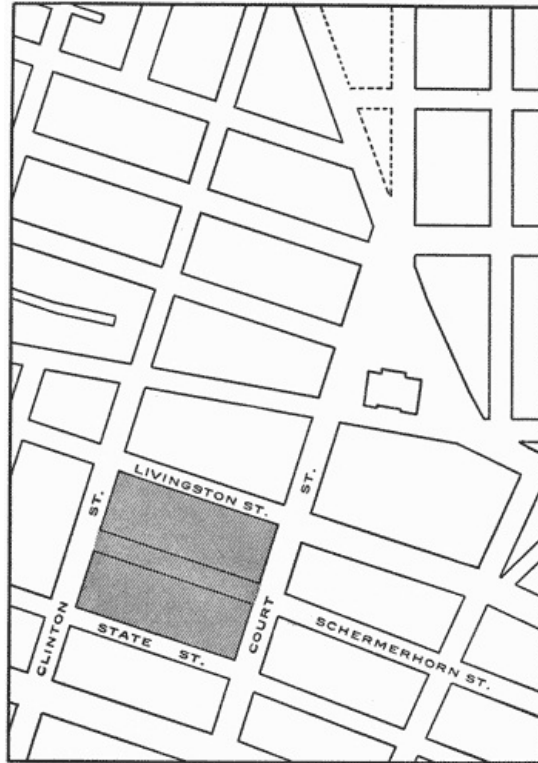 LIVINGSTON ST.
ST.
ST.
CLINTON
STATE ST.
COURT
SCHERMERHORN ST.